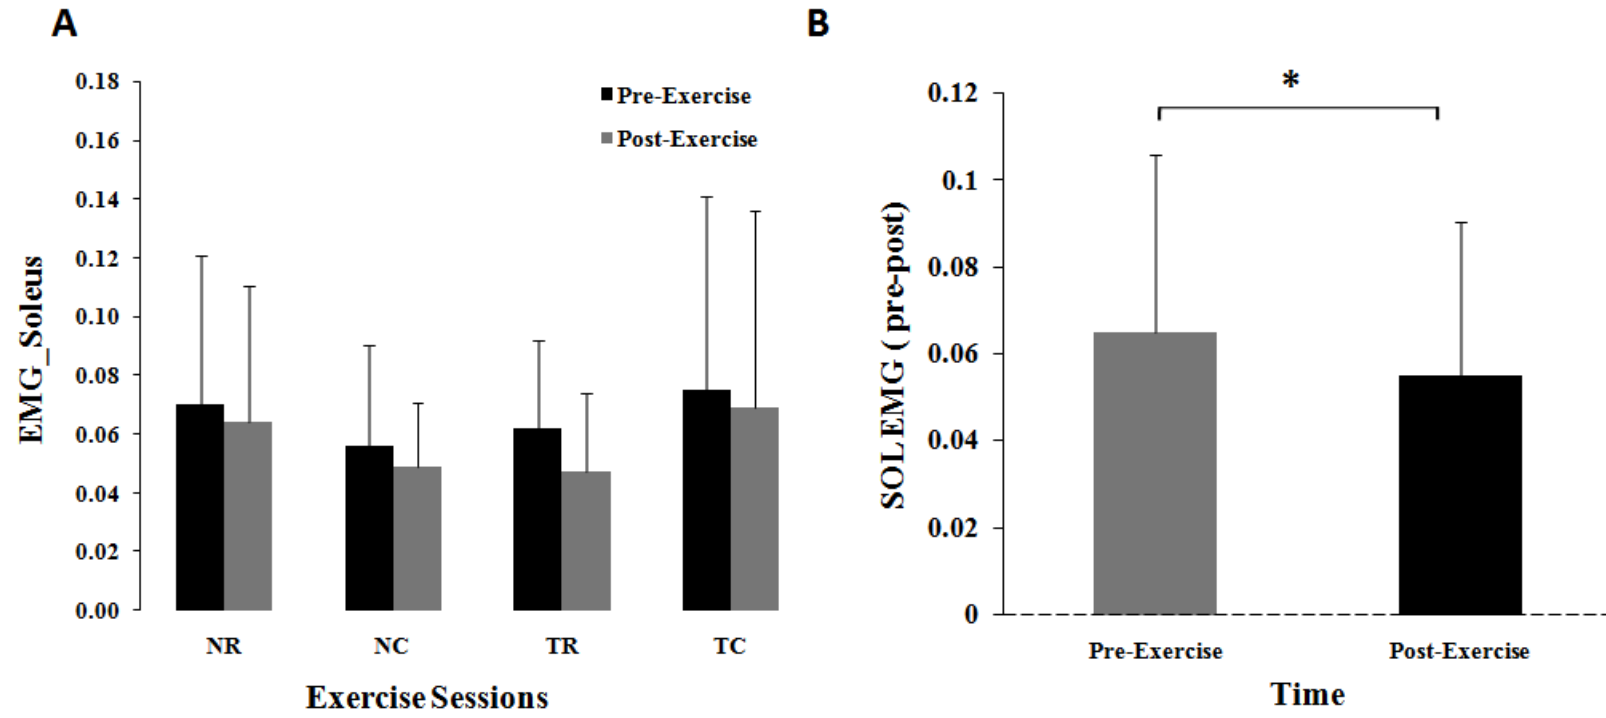 A
EMG_Soleus
0.18
0.16
0.14
0.12
0.10
0.08
0.06
0.04
0.02
0.00
Pre-Exercise
Post-Exercise
NR NC TR TC
Exercise Sessions
B
SOL EMG ( pre-post)
0.12
0.1
0.08
0.06
0.04
0.02
0
*
Pre-Exercise Post-Exercise
Time